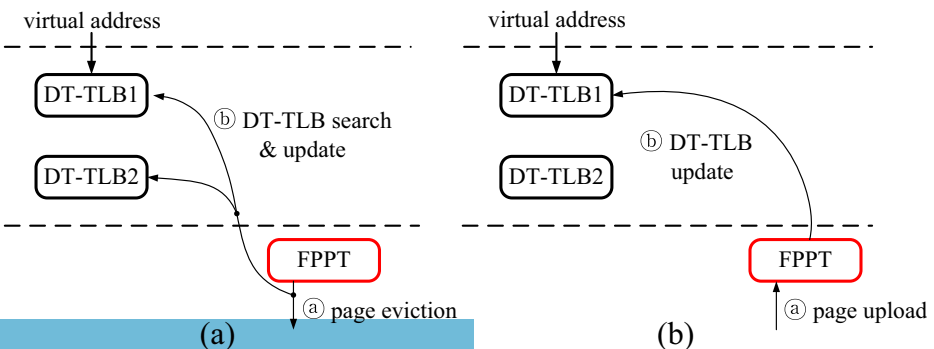 virtual address
DT-TLB1
ⓑ DT-TLB search
& update
DT-TLB2
FPPT
ⓐ page eviction
(a)
virtual address
DT-TLB1
ⓑ DT-TLB
update
DT-TLB2
FPPT
ⓐ page upload
(b)